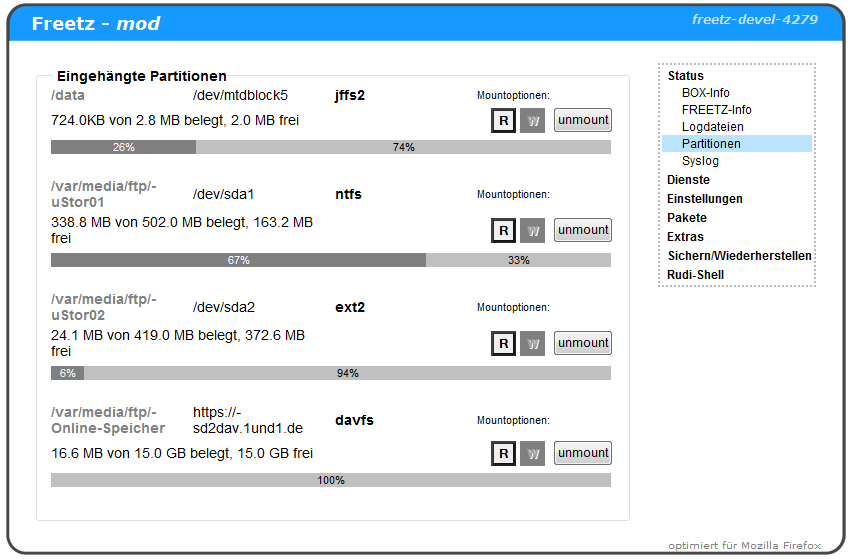 Freetz - mod
freetz-devel-4279
Eingehängte Partitionen
/data /dev/mtdblock5 jffs2 Mountoptionen:
724.0KB von 2.8 MB belegt, 2.0 MB frei R W unmount
26% 74%
/var/media/ftp/-
uStor01 /dev/sda1 ntfs Mountoptionen:
338.8 MB von 502.0 MB belegt, 163.2 MB
frei R W unmount
67% 33%
/var/media/ftp/-
uStor02 /dev/sda2 ext2 Mountoptionen:
24.1 MB von 419.0 MB belegt, 372.6 MB
frei R W unmount
6% 94%
/var/media/ftp/- https://-
Online-Speicher sd2dav.1und1.de davfs Mountoptionen:
16.6 MB von 15.0 GB belegt, 15.0 GB frei R W unmount
100%
Status
BOX-Info
FREETZ-Info
Logdateien
Partitionen
Syslog
Dienste
Einstellungen
Pakete
Extras
Sichern/Wiederherstellen
Rudi-Shell
optimiert für Mozilla Firefox